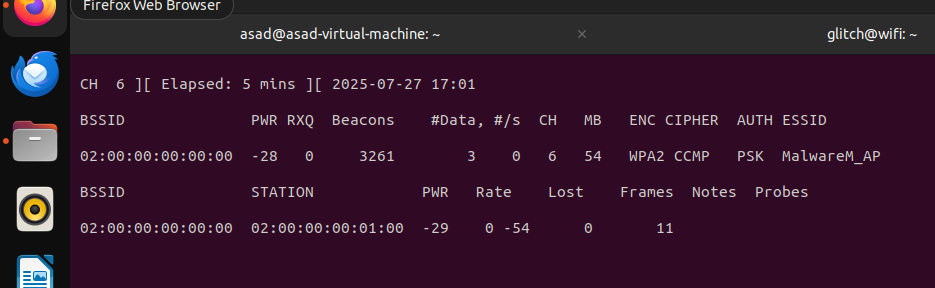 Firefox Web Browser
asad@asad-virtual-machine: ~ × glitch@wifi: ~
CH 6 ][ Elapsed: 5 mins ][ 2025-07-27 17:01
BSSID PWR RXQ Beacons #Data, #/s CH MB ENC CIPHER AUTH ESSID
02:00:00:00:00:00 -28 0 3261 3 0 6 54 WPA2 CCMP PSK MalwareM_AP
BSSID STATION PWR Rate Lost Frames Notes Probes
02:00:00:00:00:00 02:00:00:00:01:00 -29 0 -54 0 11